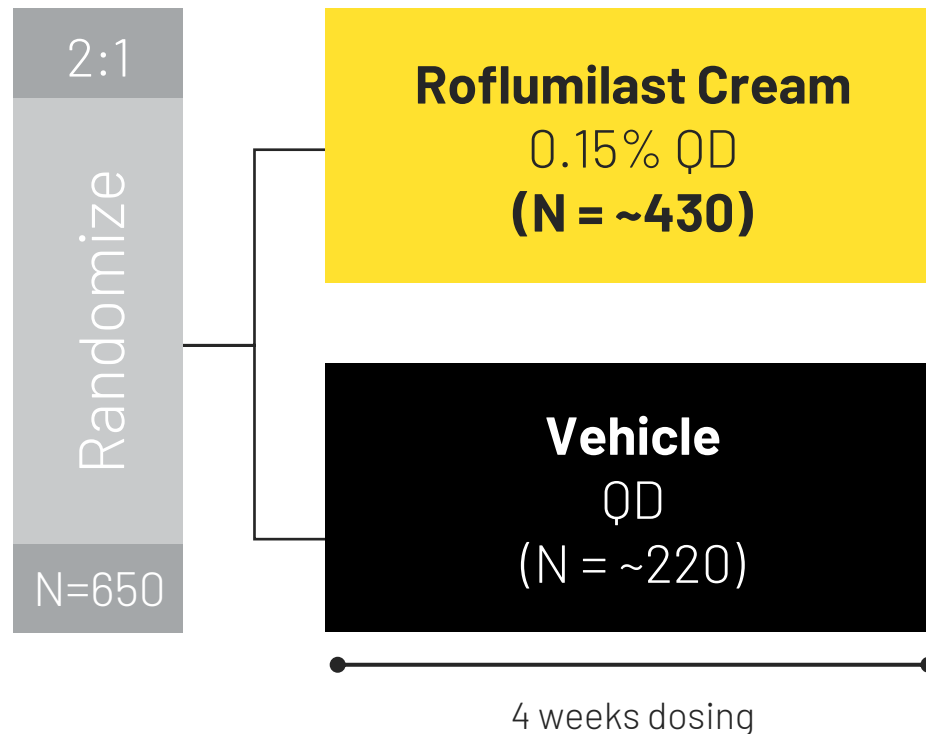 2:1
Randomize
N=650
Roflumilast Cream
0.15% QD
(N = ~430)
Vehicle
QD
(N = ~220)
4 weeks dosing